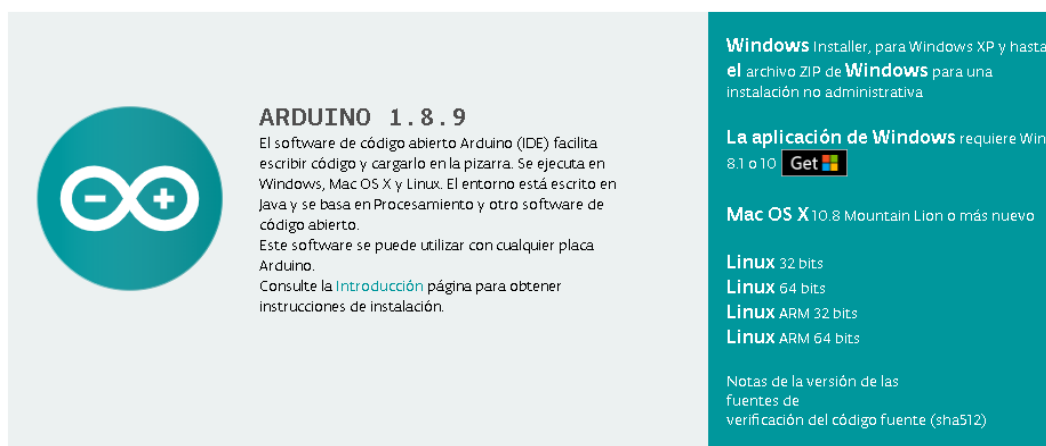 ARDUINO 1.8.9
El software de código abierto Arduino (IDE) facilita
escribir código y cargarlo en la pizarra. Se ejecuta en
Windows, Mac OS X y Linux. El entorno está escrito en
Java y se basa en Procesamiento y otro software de
código abierto.
Este software se puede utilizar con cualquier placa
Arduino.
Consulte la Introducción página para obtener
instrucciones de instalación.
Windows Installer, para Windows XP y hasta
el archivo ZIP de Windows para una
instalación no administrativa
La aplicación de Windows requiere Win
8.1 o 10 Get
Mac OS X 10.8 Mountain Lion o más nuevo
Linux 32 bits
Linux 64 bits
Linux ARM 32 bits
Linux ARM 64 bits
Notas de la versión de las
fuentes de
verificación del código fuente (sha512)